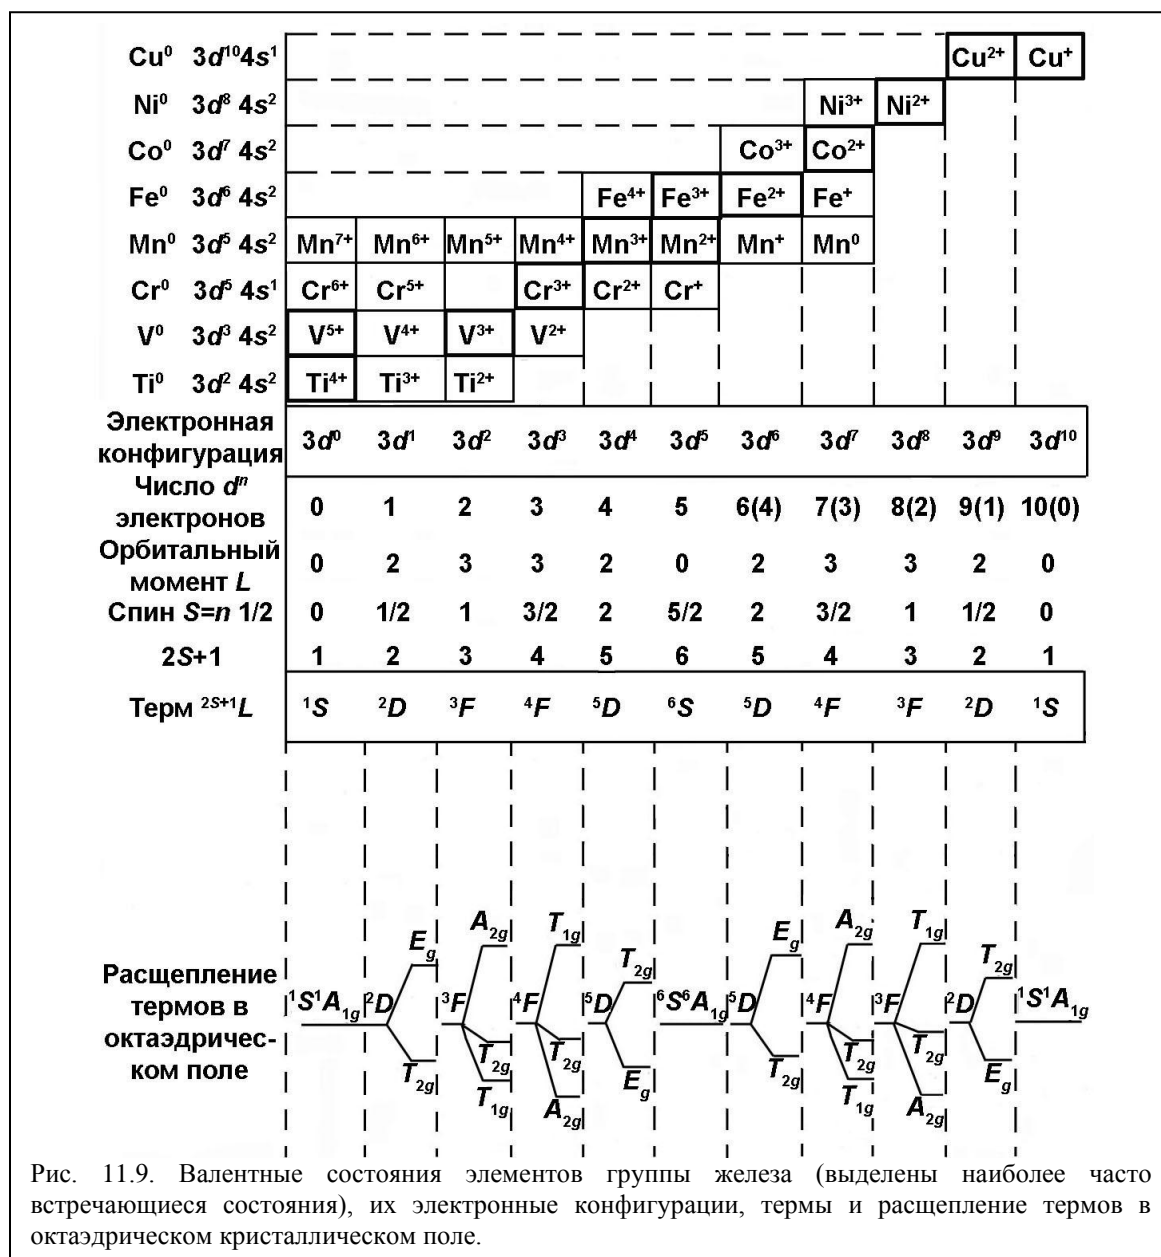 Cu⁰ 3d¹⁰4s¹ Cu²⁺ Cu⁺
Ni⁰ 3d⁸ 4s² Ni³⁺ Ni²⁺
Co⁰ 3d⁷ 4s² Co³⁺ Co²⁺
Fe⁰ 3d⁶ 4s² Fe⁴⁺ Fe³⁺ Fe²⁺ Fe⁺
Mn⁰ 3d⁵ 4s² Mn⁷⁺ Mn⁶⁺ Mn⁵⁺ Mn⁴⁺ Mn³⁺ Mn²⁺ Mn⁺ Mn⁰
Cr⁰ 3d⁵ 4s¹ Cr⁶⁺ Cr⁵⁺ Cr³⁺ Cr²⁺ Cr⁺
V⁰ 3d³ 4s² V⁵⁺ V⁴⁺ V³⁺ V²⁺
Ti⁰ 3d² 4s² Ti⁴⁺ Ti³⁺ Ti²⁺
Электронная
конфигурация 3d⁰ 3d¹ 3d² 3d³ 3d⁴ 3d⁵ 3d⁶ 3d⁷ 3d⁸ 3d⁹ 3d¹⁰
Число dⁿ
электронов 0 1 2 3 4 5 6(4) 7(3) 8(2) 9(1) 10(0)
Орбитальный
момент L 0 2 3 3 2 0 2 3 3 2 0
Спин S=n 1/2 0 1/2 1 3/2 2 5/2 2 3/2 1 1/2 0
2S+1 1 2 3 4 5 6 5 4 3 2 1
Терм ²ˢ⁺¹L ¹S ²D ³F ⁴F ⁵D ⁶S ⁵D ⁴F ³F ²D ¹S
Расщепление
термов в
октаэдричес-
ком поле
¹S ¹A₁g
²D E_g T₂g
³F A₂g T₂g T₁g
⁴F T₁g T₂g A₂g
⁵D T₂g E_g
⁶S ⁶A₁g
⁵D E_g T₂g
⁴F A₂g T₂g T₁g
³F T₁g T₂g A₂g
²D T₂g E_g
¹S ¹A₁g
Рис. 11.9. Валентные состояния элементов группы железа (выделены наиболее часто
встречающиеся состояния), их электронные конфигурации, термы и расщепление термов в
октаэдрическом кристаллическом поле.